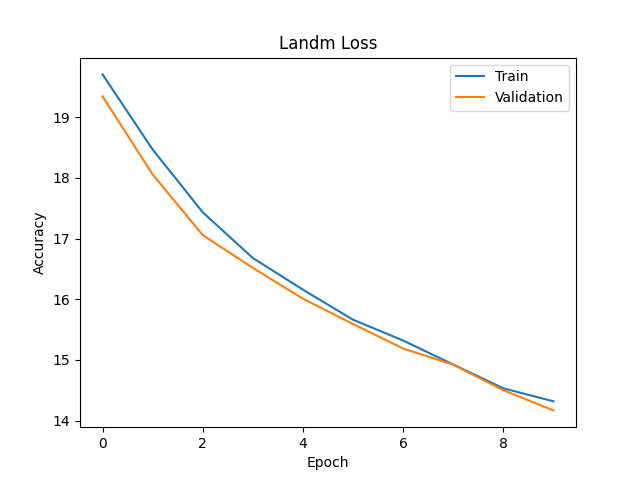 Landm Loss
Train
Validation
19
18
17
16
15
14
Accuracy
0 2 4 6 8
Epoch